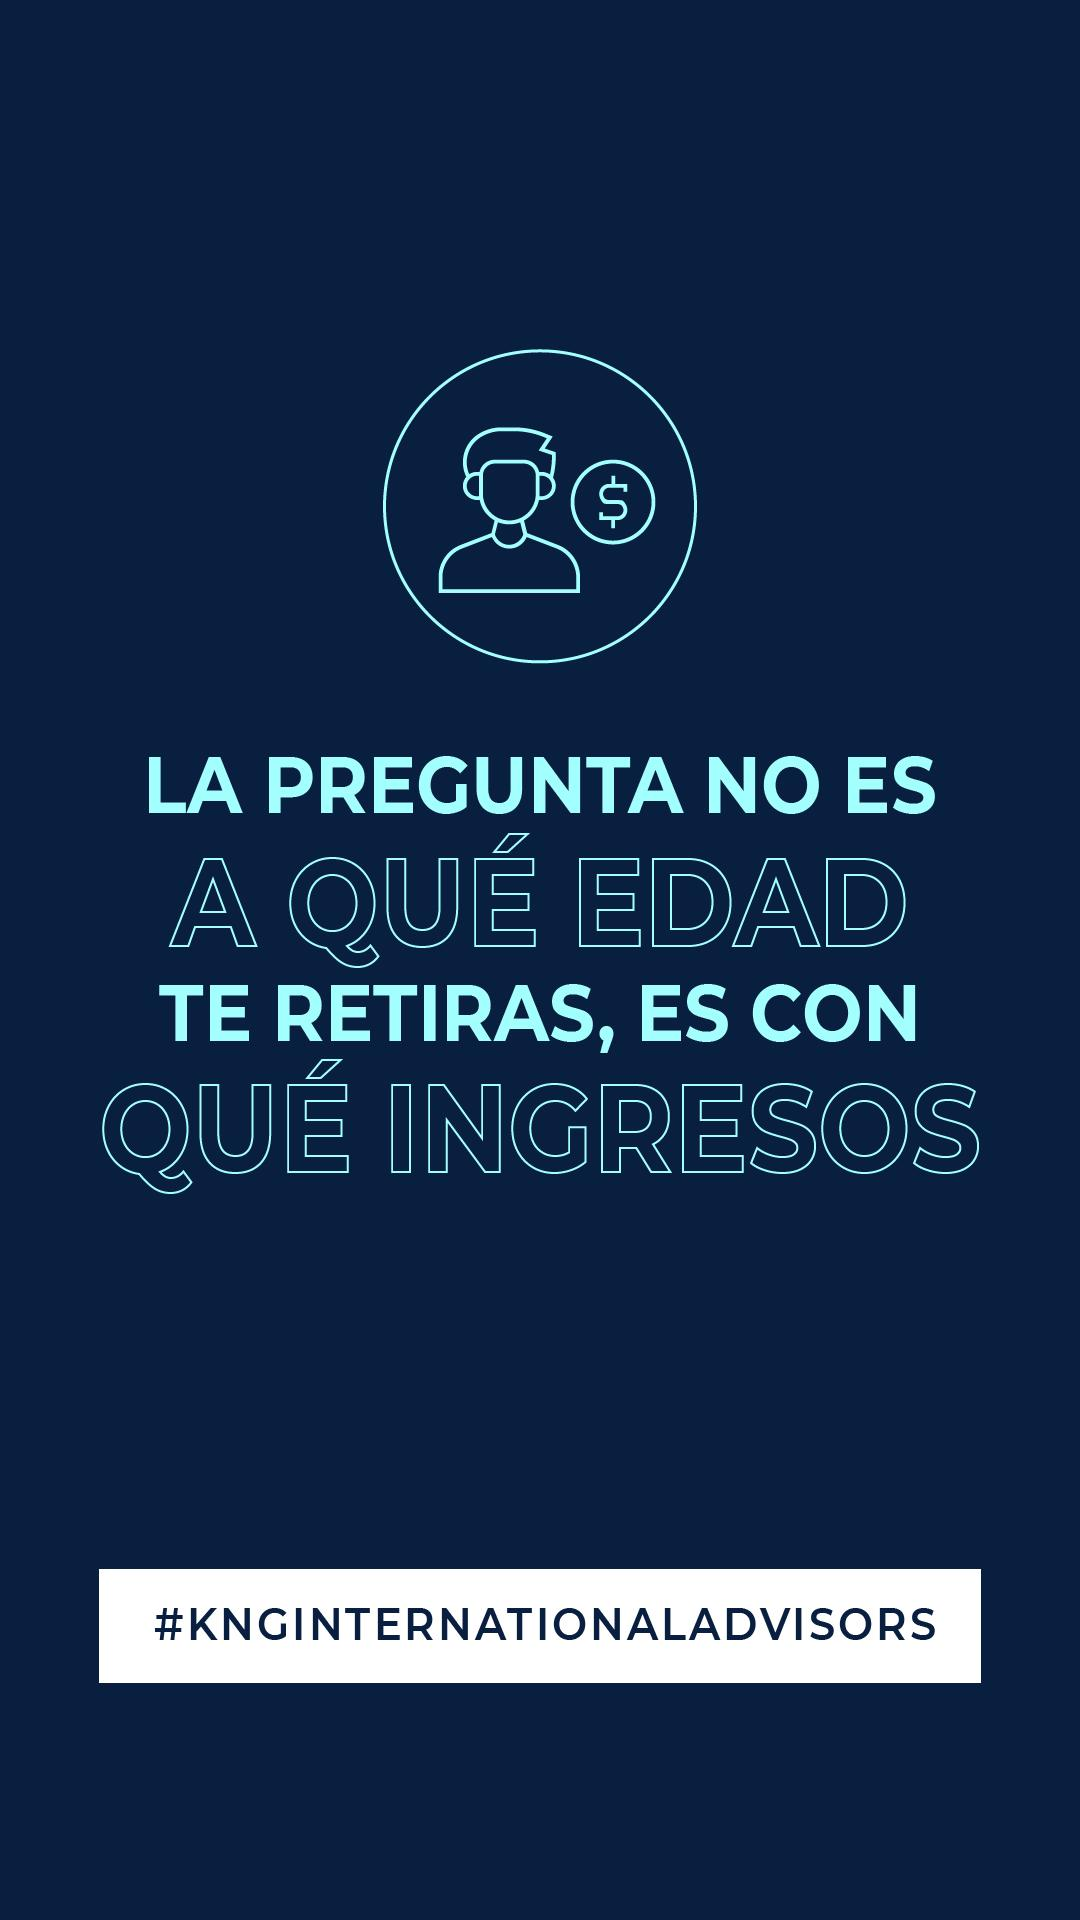 $
LA PREGUNTA NO ES
A QUÉ EDAD
TE RETIRAS, ES CON
QUÉ INGRESOS
#KNGINTERNATIONALADVISORS